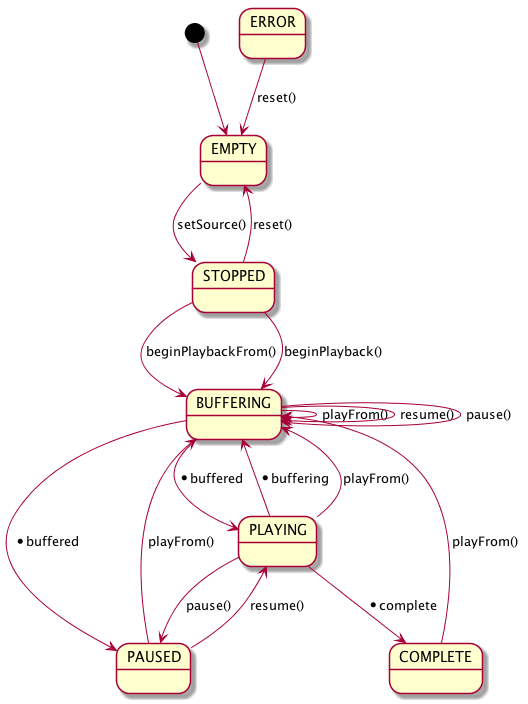 ERROR
reset()
EMPTY
setSource()
reset()
STOPPED
beginPlaybackFrom()
beginPlayback()
BUFFERING
playFrom()
resume()
pause()
•buffered
•buffered
•buffering
playFrom()
playFrom()
playFrom()
PLAYING
pause()
resume()
•complete
PAUSED
COMPLETE